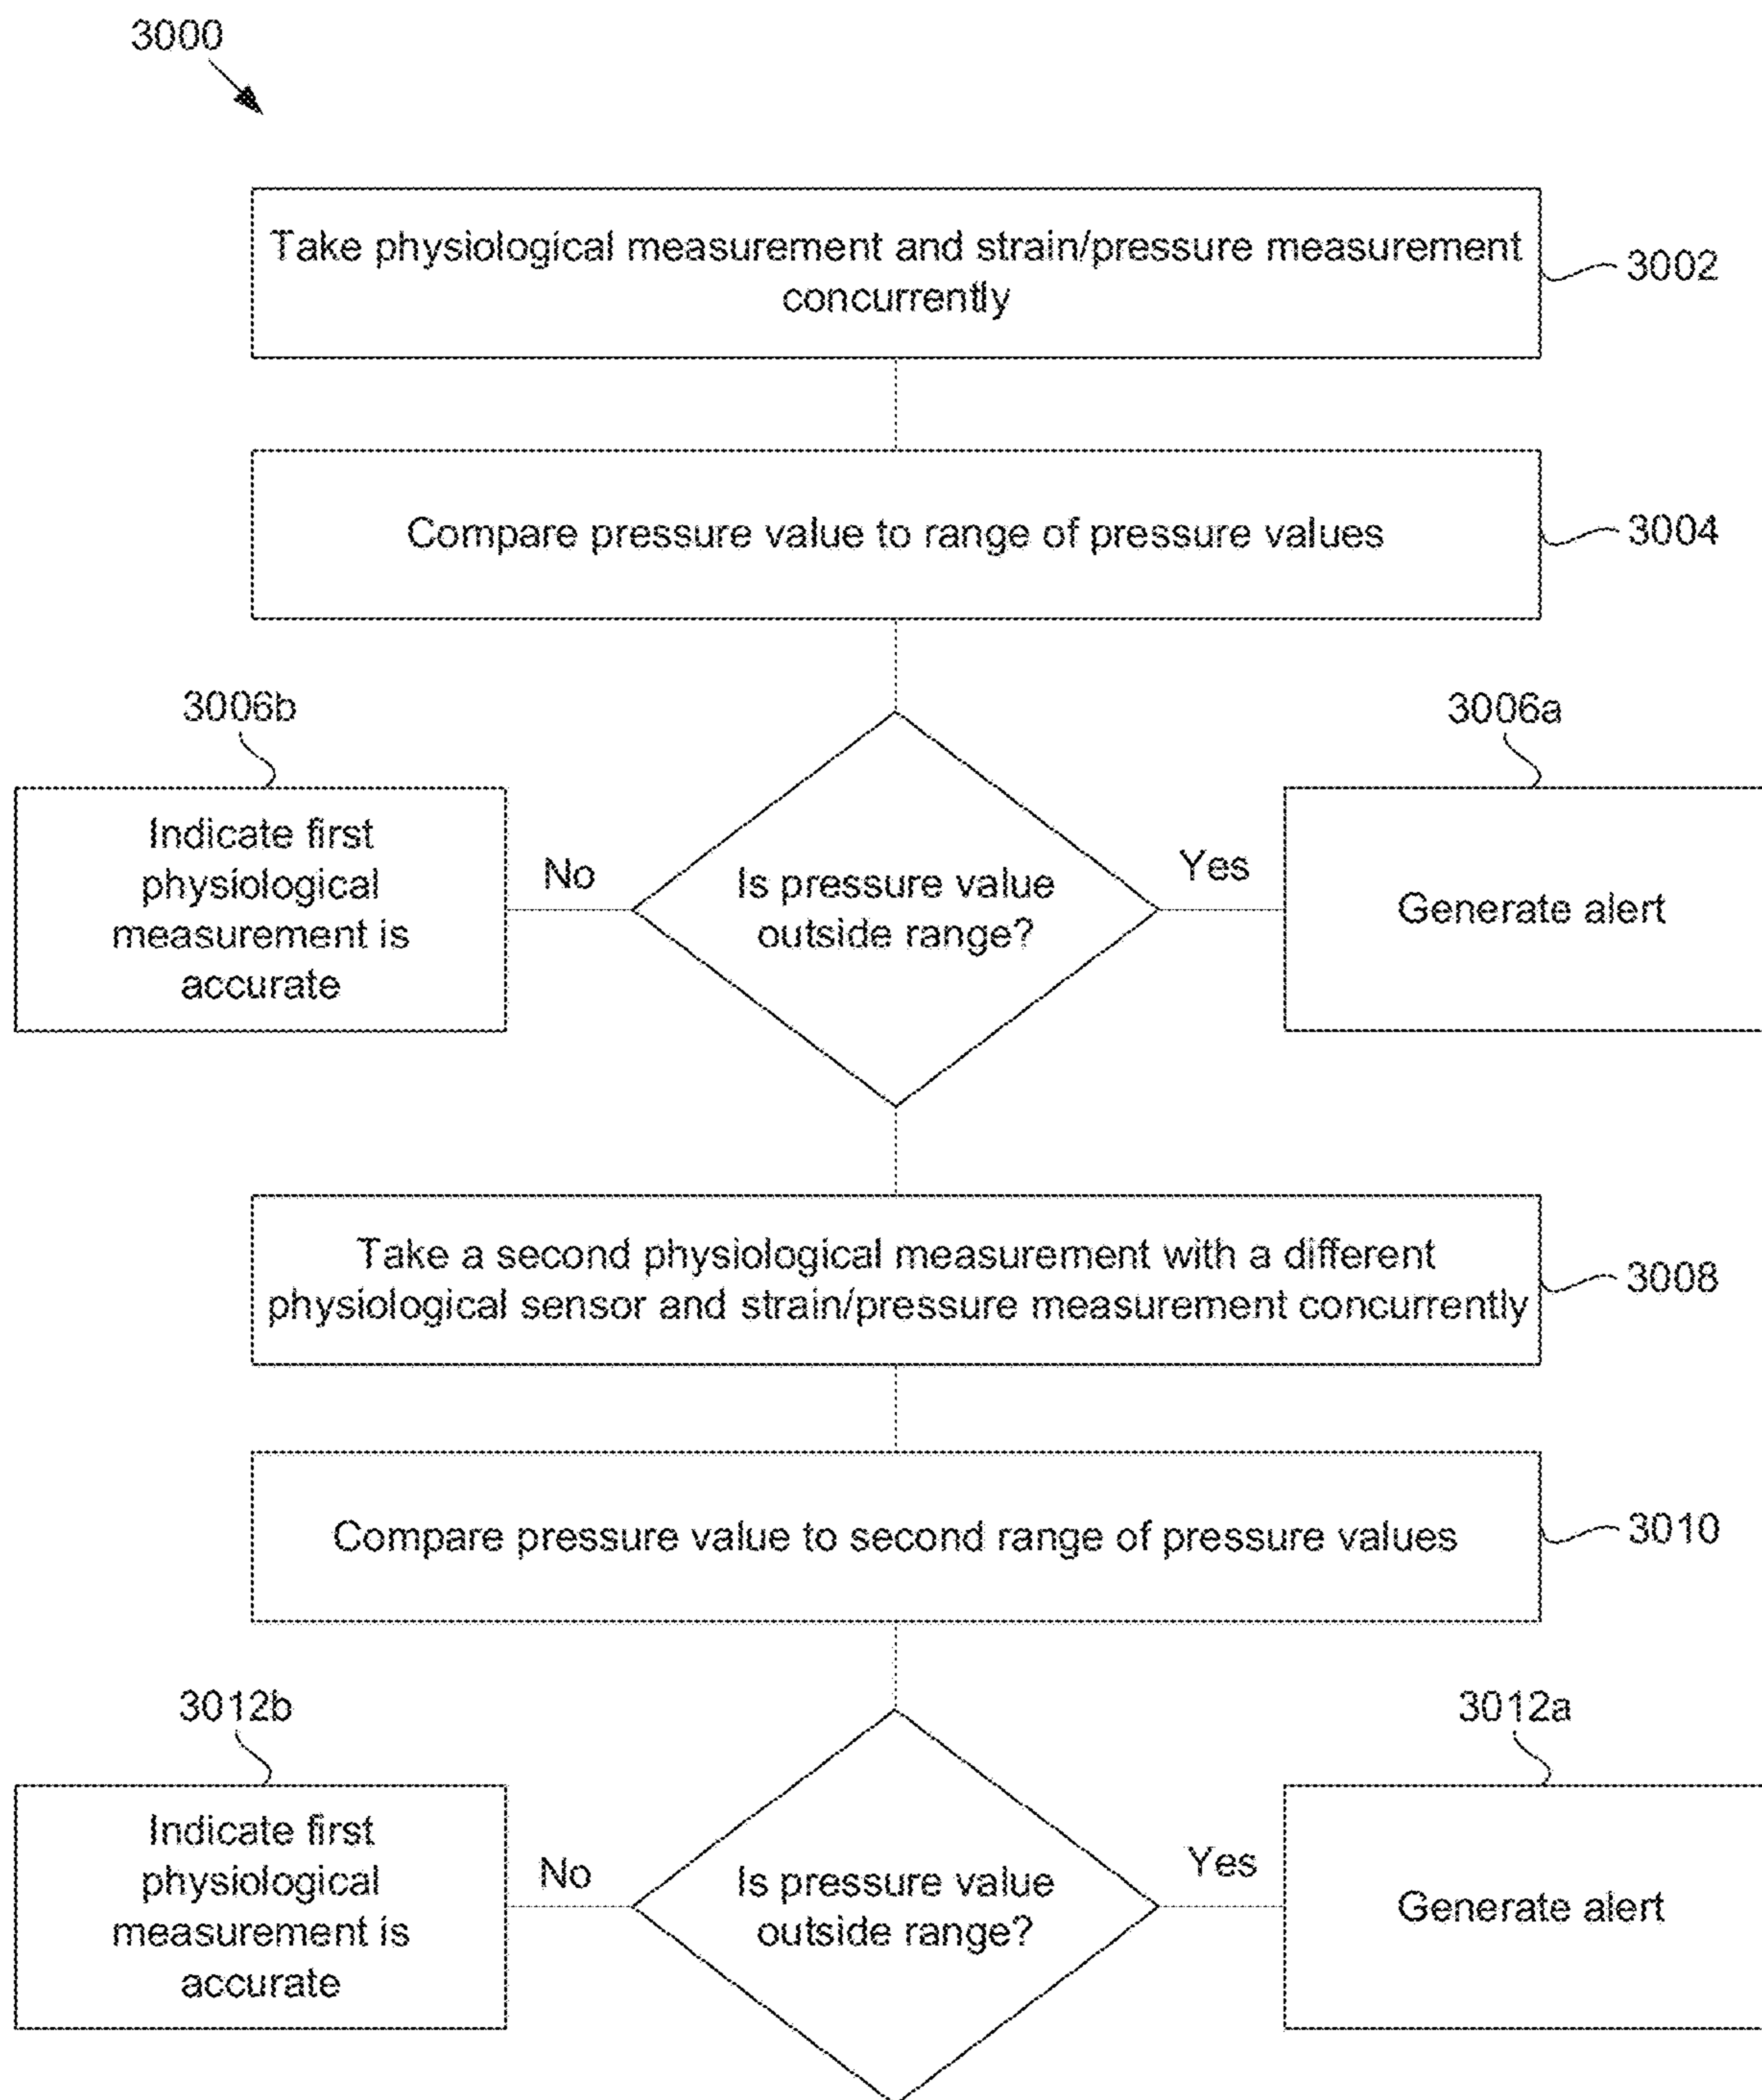 3000
Take physiological measurement and strain/pressure measurement
concurrently
3002
Compare pressure value to range of pressure values
3004
3006b
3006a
Indicate first
physiological
measurement is
accurate
No
Is pressure value
outside range?
Yes
Generate alert
Take a second physiological measurement with a different
physiological sensor and strain/pressure measurement concurrently
3008
Compare pressure value to second range of pressure values
3010
3012b
3012a
Indicate first
physiological
measurement is
accurate
No
Is pressure value
outside range?
Yes
Generate alert